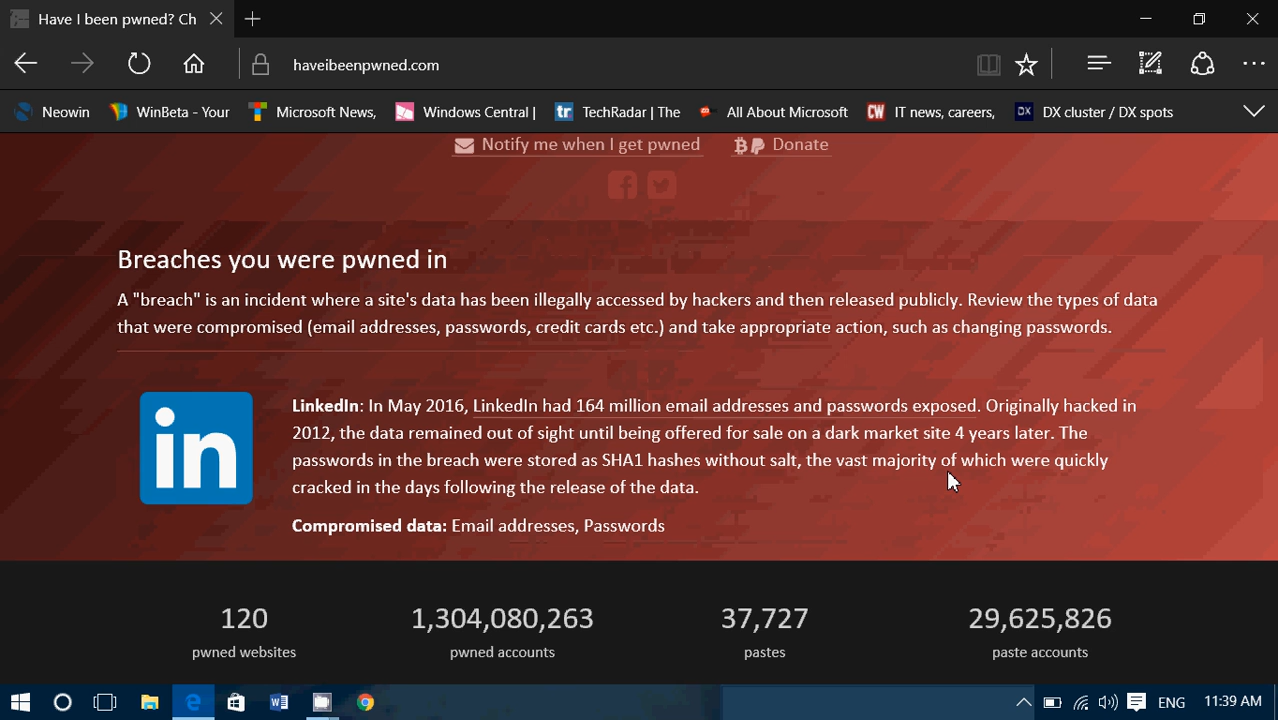 Have I been pwned? Ch
haveibeenpwned.com
Neowin WinBeta - Your Microsoft News, Windows Central | TechRadar | The All About Microsoft IT news, careers, DX cluster / DX spots
Notify me when I get pwned Donate
Breaches you were pwned in
A "breach" is an incident where a site's data has been illegally accessed by hackers and then released publicly. Review the types of data
that were compromised (email addresses, passwords, credit cards etc.) and take appropriate action, such as changing passwords.
in
LinkedIn: In May 2016, LinkedIn had 164 million email addresses and passwords exposed. Originally hacked in
2012, the data remained out of sight until being offered for sale on a dark market site 4 years later. The
passwords in the breach were stored as SHA1 hashes without salt, the vast majority of which were quickly
cracked in the days following the release of the data.
Compromised data: Email addresses, Passwords
120 1,304,080,263 37,727 29,625,826
pwned websites pwned accounts pastes paste accounts
ENG 11:39 AM